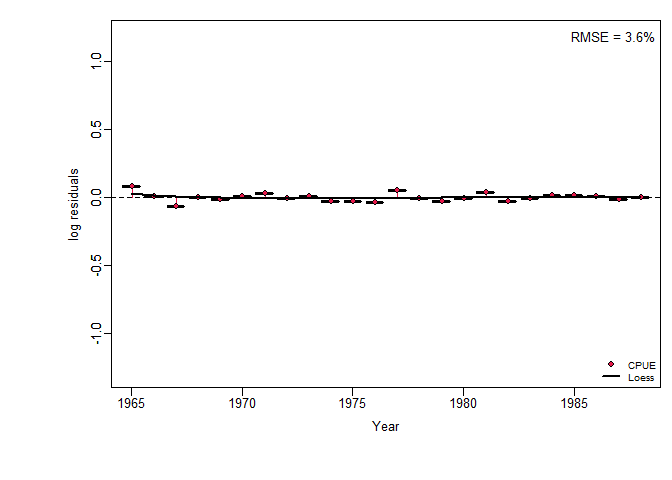 RMSE = 3.6%
1.0
0.5
0.0
-0.5
-1.0
log residuals
CPUE
Loess
1965 1970 1975 1980 1985
Year